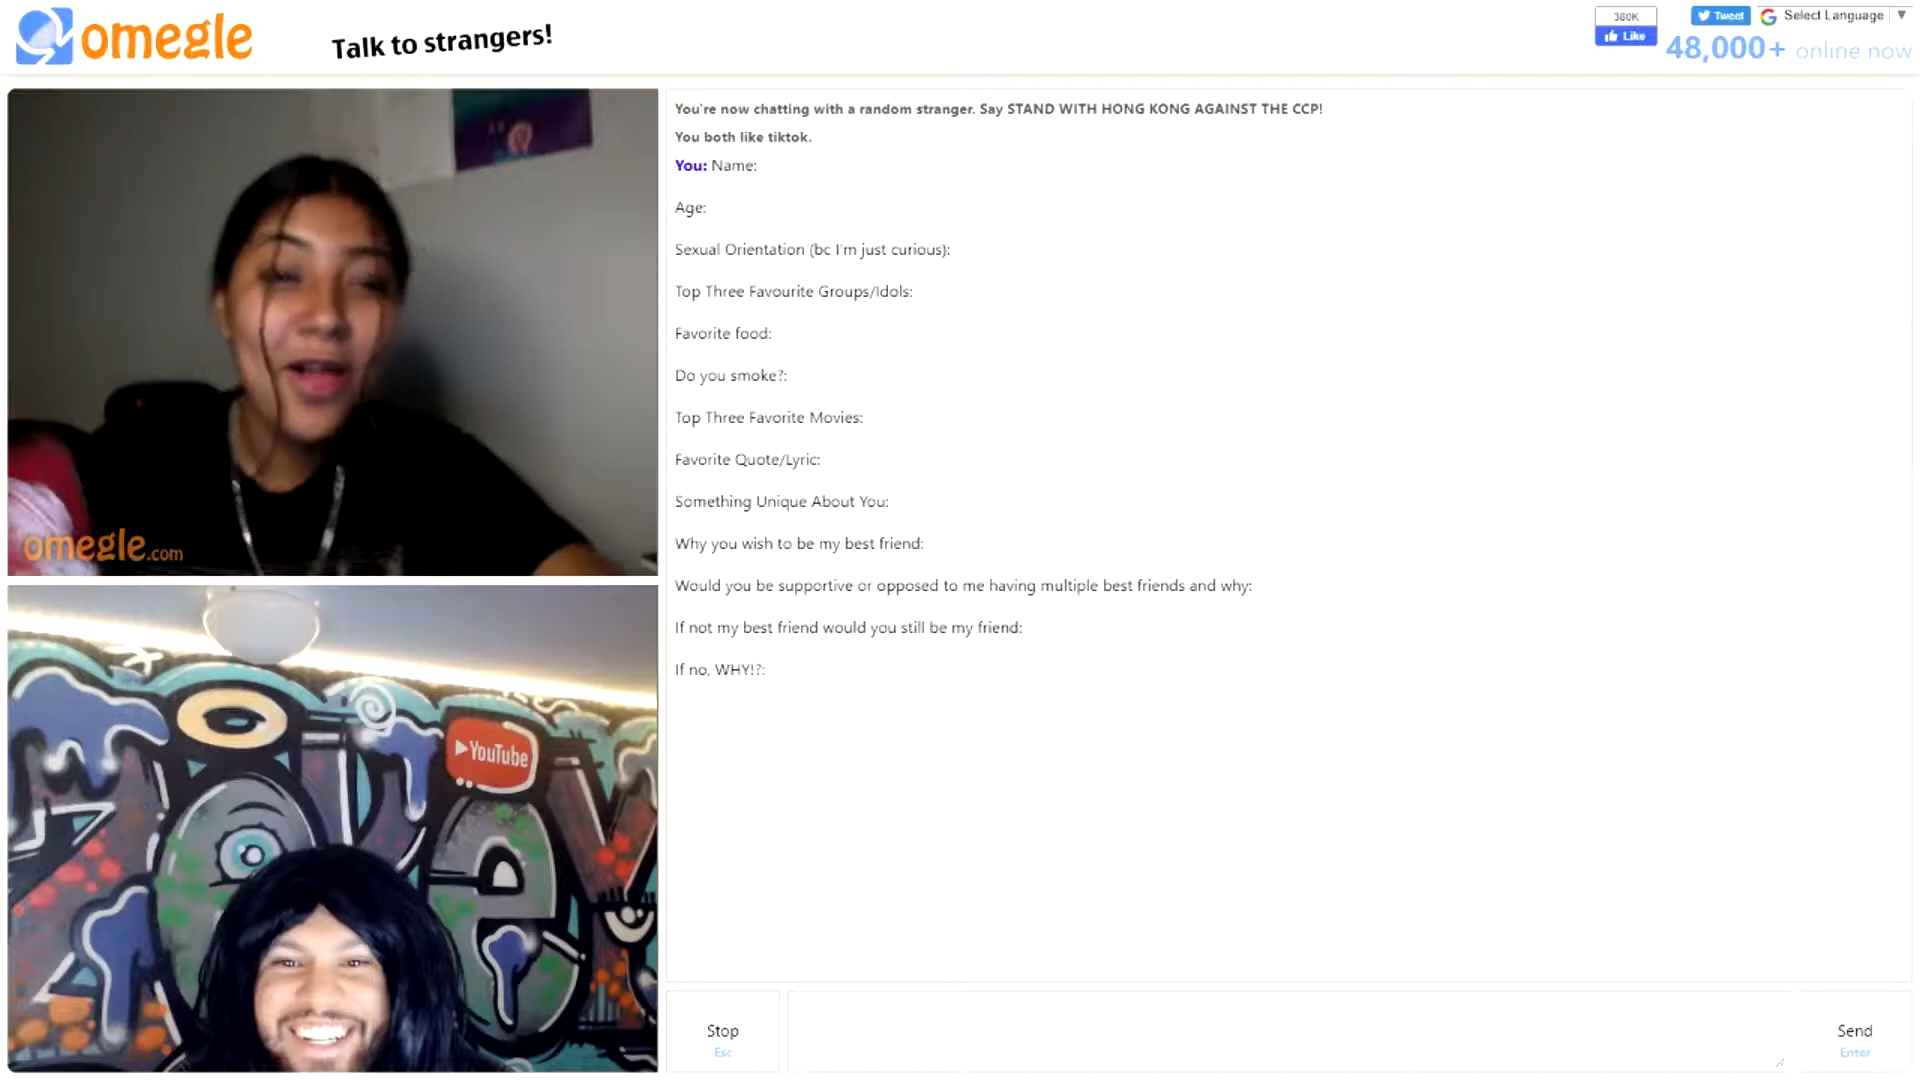 omegle
Talk to strangers!
380K
Like
Tweet
Select Language ▼
48,000+ online now
You're now chatting with a random stranger. Say STAND WITH HONG KONG AGAINST THE CCP!
You both like tiktok.
You: Name:
Age:
Sexual Orientation (bc I'm just curious):
Top Three Favourite Groups/Idols:
Favorite food:
Do you smoke?:
Top Three Favorite Movies:
Favorite Quote/Lyric:
Something Unique About You:
Why you wish to be my best friend:
Would you be supportive or opposed to me having multiple best friends and why:
If not my best friend would you still be my friend:
If no, WHY!?:
omegle.com
YouTube
Stop
Esc
Send
Enter